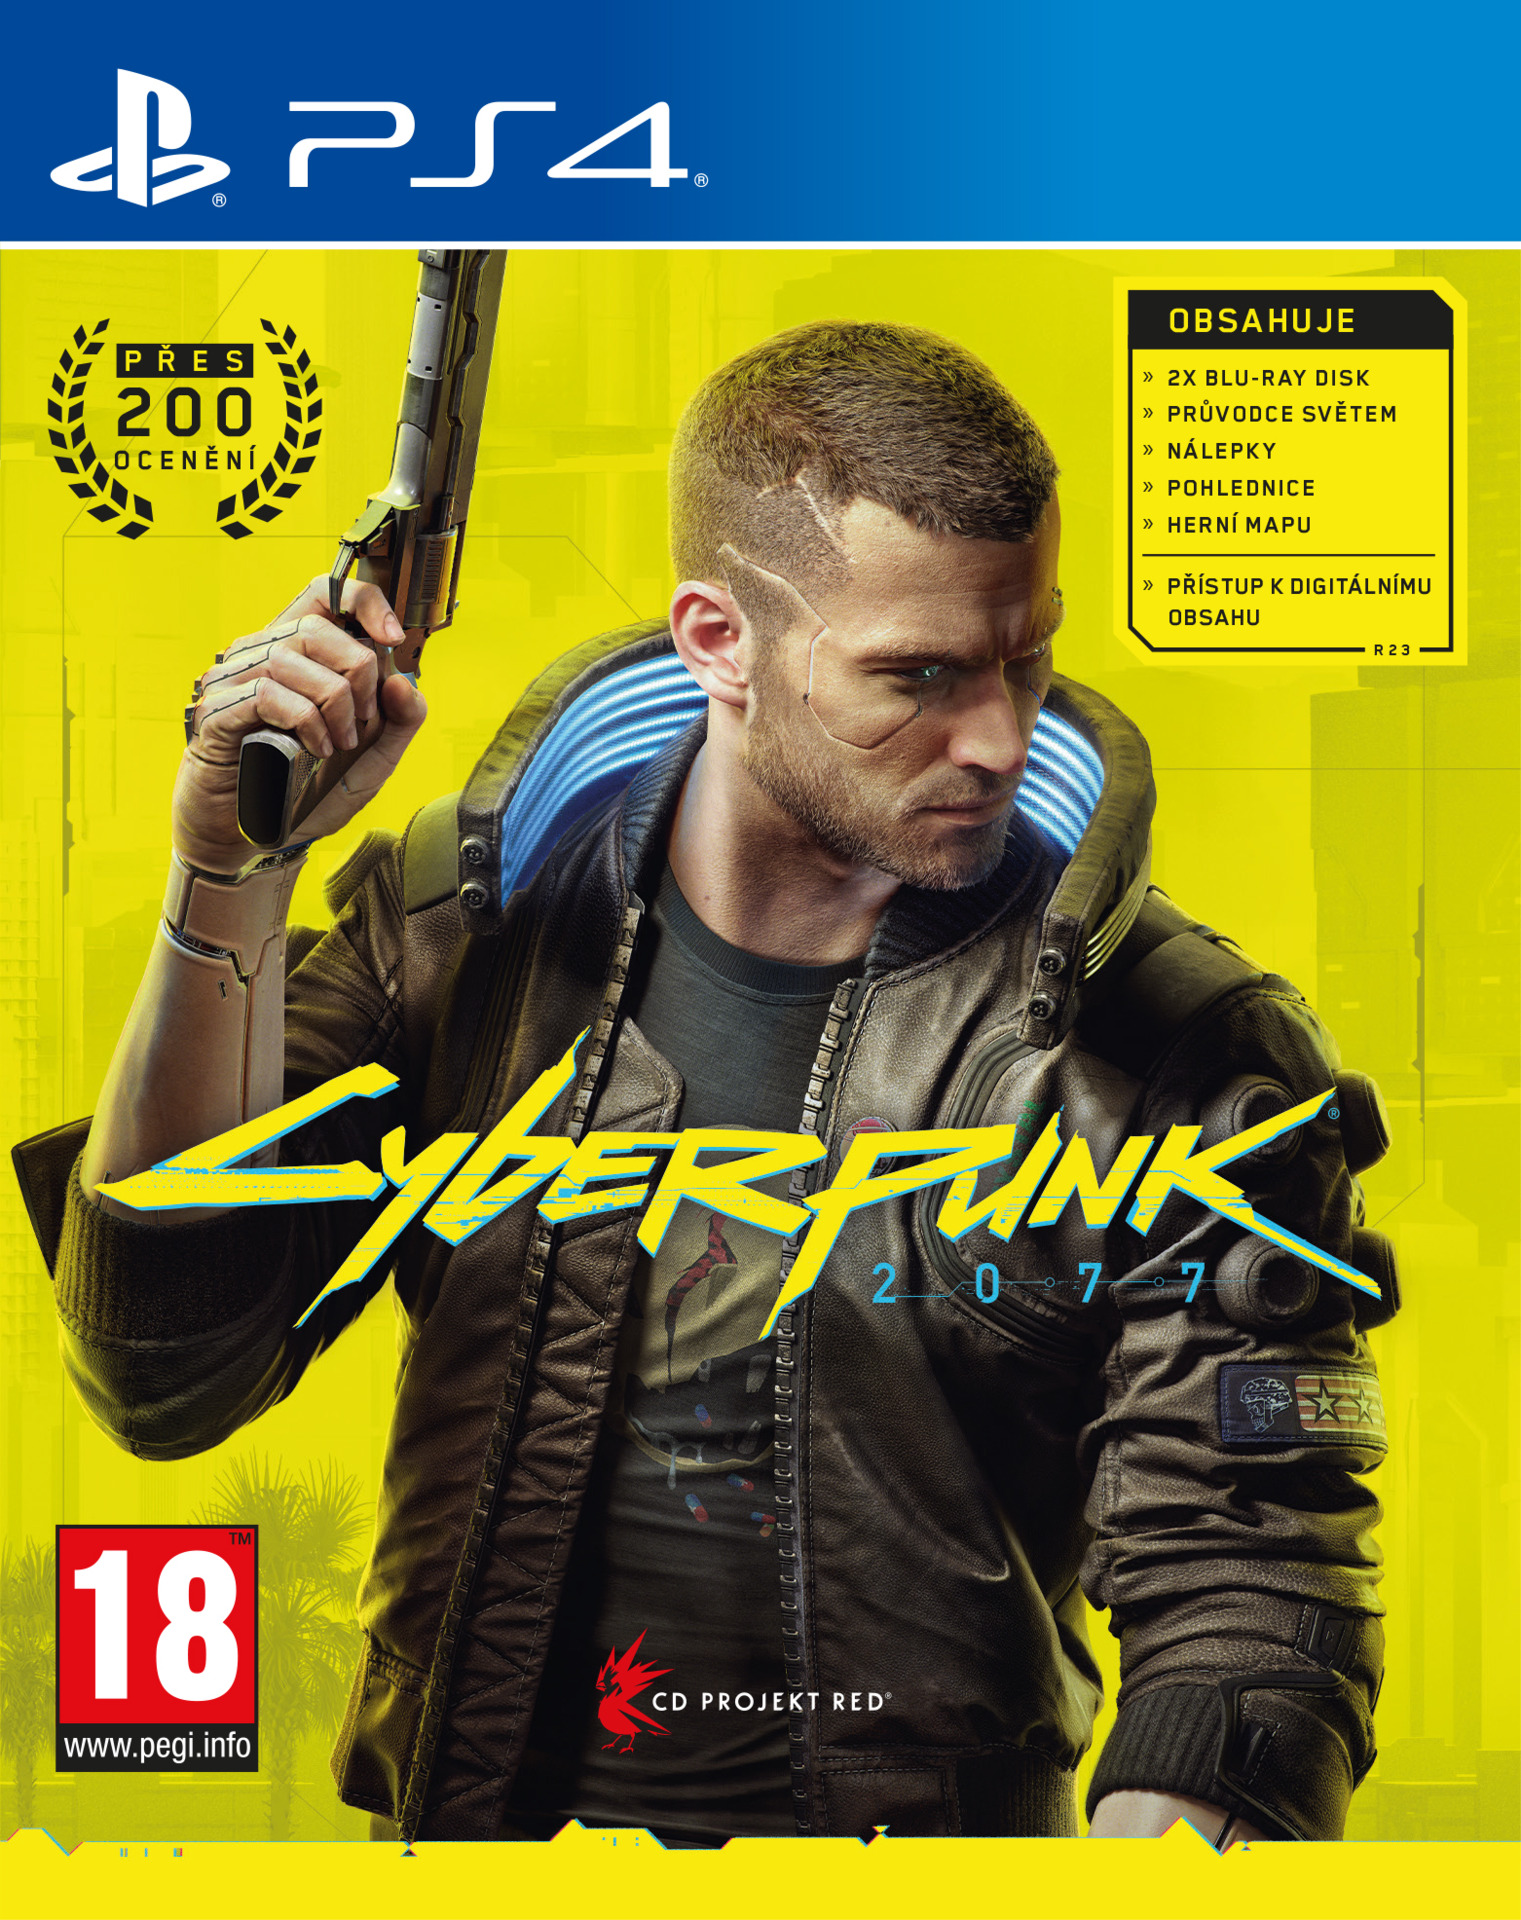 PS4®
PŘES
200
OCENĚNÍ
OBSAHUJE
» 2X BLU-RAY DISK
» PRŮVODCE SVĚTEM
» NÁLEPKY
» POHLEDNICE
» HERNÍ MAPU
» PŘÍSTUP K DIGITÁLNÍMU
OBSAHU
R23
CYBERPUNK®
2077
18™
www.pegi.info
CD PROJEKT RED®